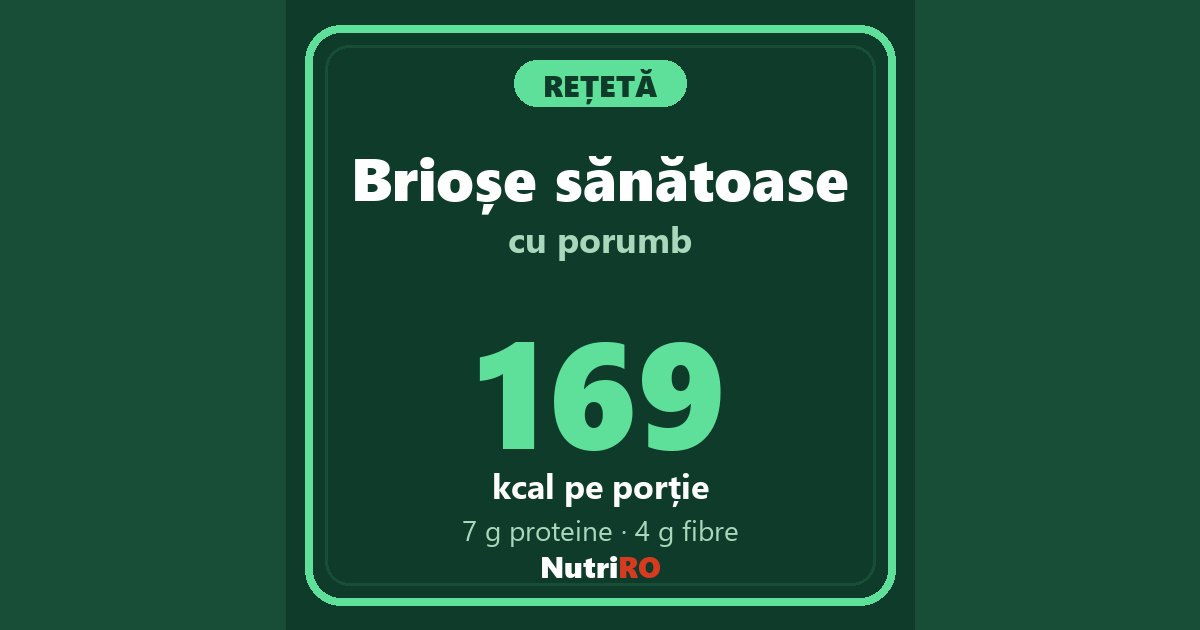 REȚETĂ
Brioșe sănătoase
cu porumb
169
kcal pe porție
7 g proteine · 4 g fibre
NutriRO